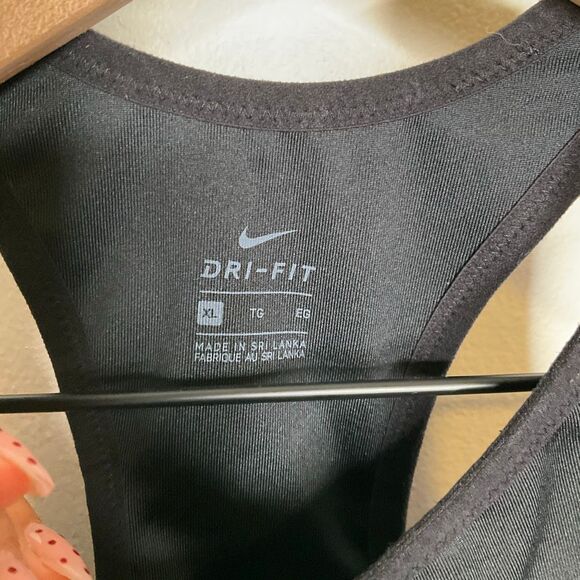 DRI-FIT
XL TG EG
MADE IN SRI LANKA
FABRIQUE AU SRI LANKA